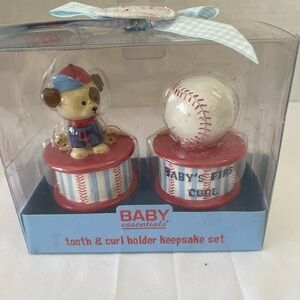 BABY'S FIRST
CURL
BABY
essentials
tooth & curl holder keepsake set